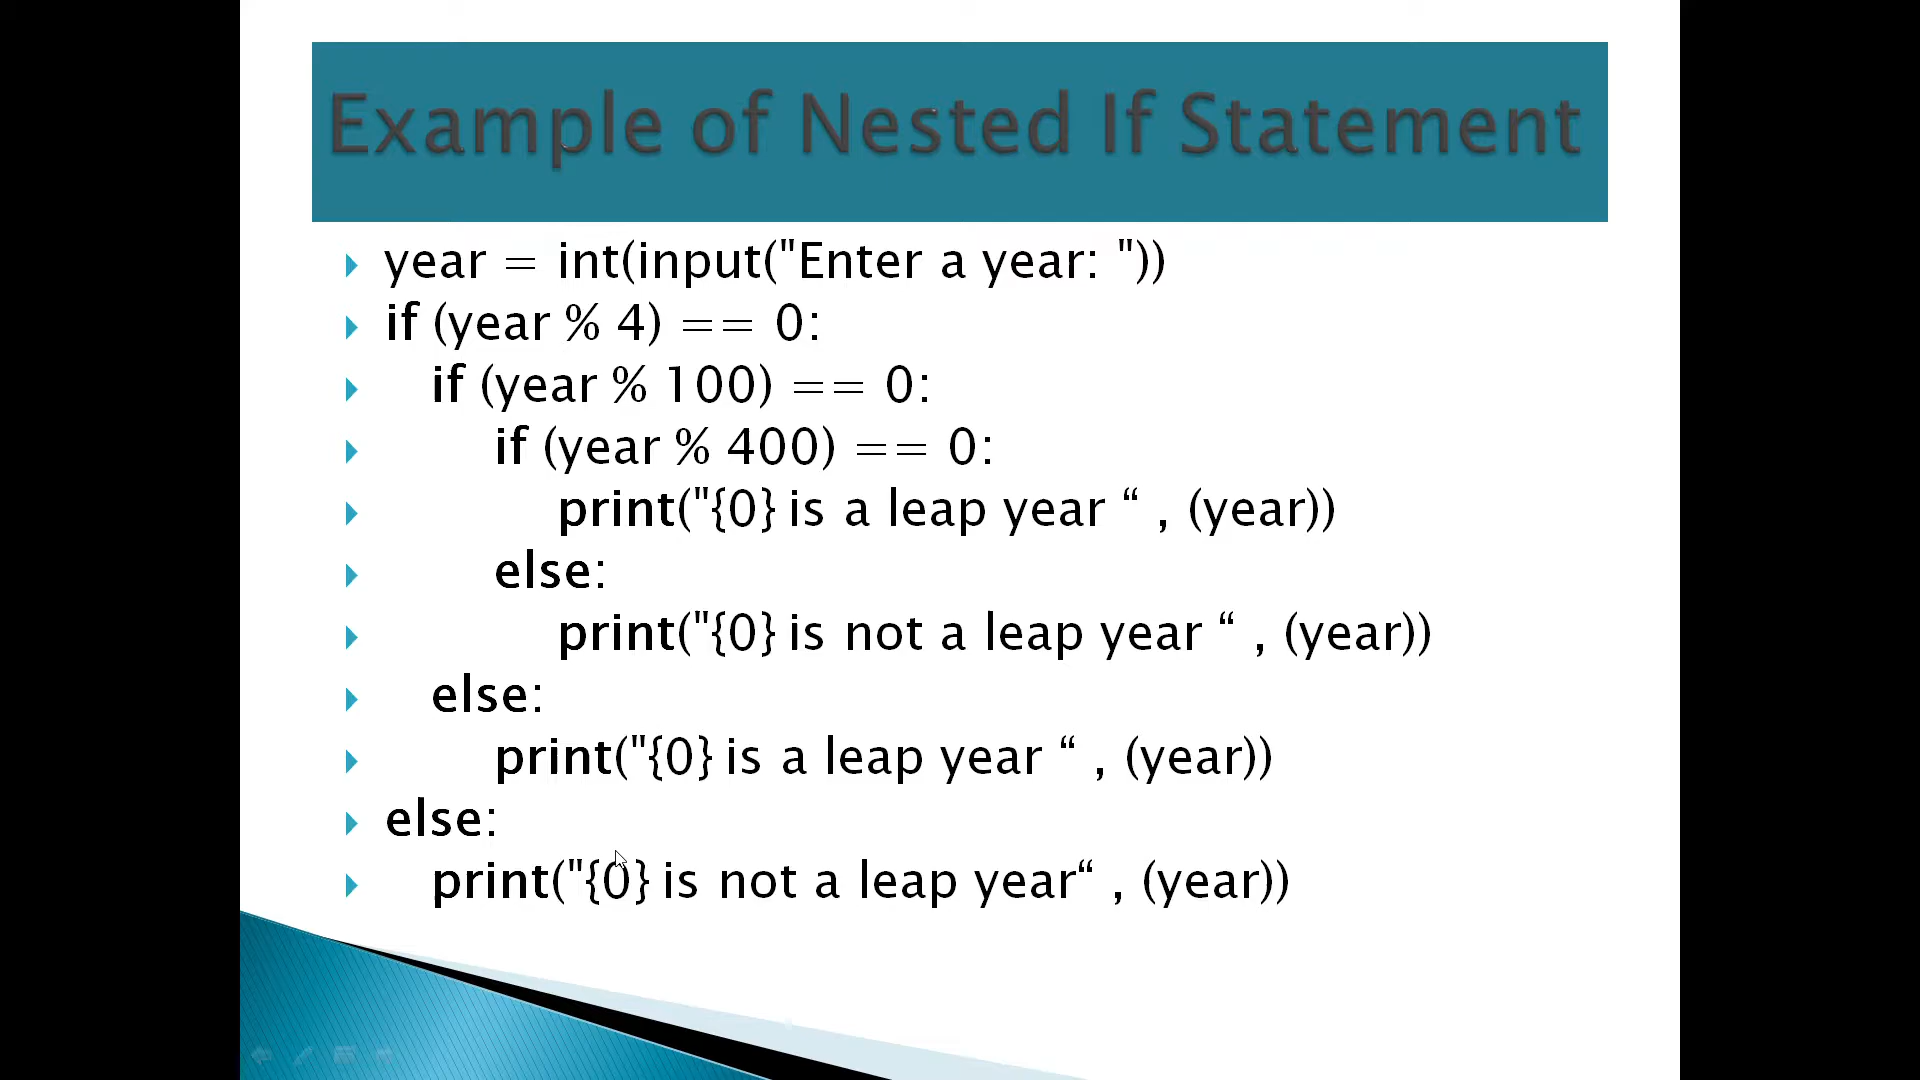 Example of Nested If Statement
year = int(input("Enter a year: "))
if (year % 4) == 0:
if (year % 100) == 0:
if (year % 400) == 0:
print("{0} is a leap year “ , (year))
else:
print("{0} is not a leap year “ , (year))
else:
print("{0} is a leap year “ , (year))
else:
print("{0} is not a leap year“ , (year))